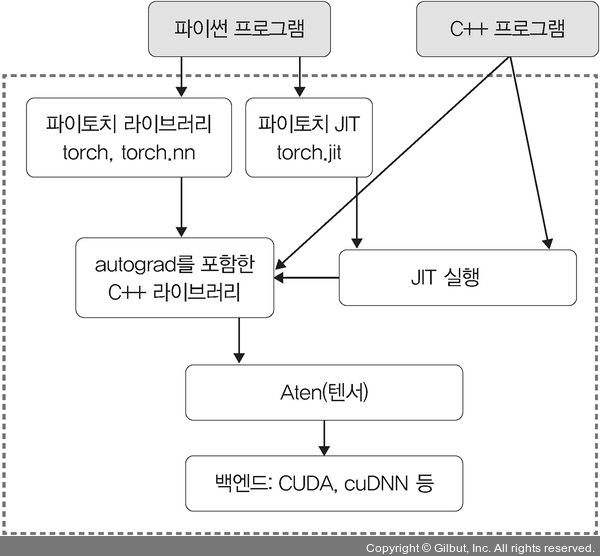 파이썬 프로그램
C++ 프로그램
파이토치 라이브러리
torch, torch.nn
파이토치 JIT
torch.jit
autograd를 포함한
C++ 라이브러리
JIT 실행
Aten(텐서)
백엔드: CUDA, cuDNN 등
Copyright © Gilbut, Inc. All rights reserved.